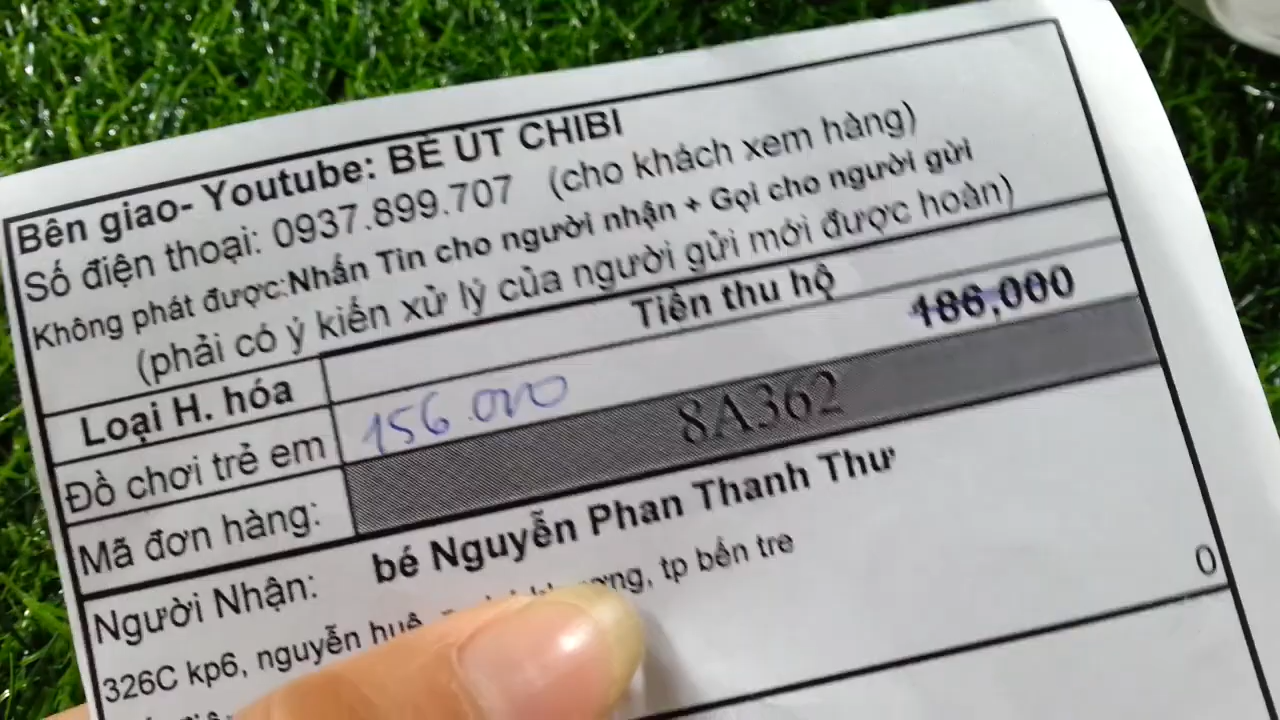 Bên giao- Youtube: BÉ ÚT CHIBI
Số điện thoại: 0937.899.707 (cho khách xem hàng)
Không phát được:Nhắn Tin cho người nhận + Gọi cho người gửi
(phải có ý kiến xử lý của người gửi mới được hoàn)
Loại H. hóa Tiền thu hộ
Đồ chơi trẻ em 156.000 186,000
Mã đơn hàng: 8A362
Người Nhận: bé Nguyễn Phan Thanh Thư
326C kp6, nguyễn huệ, tp bến tre 0